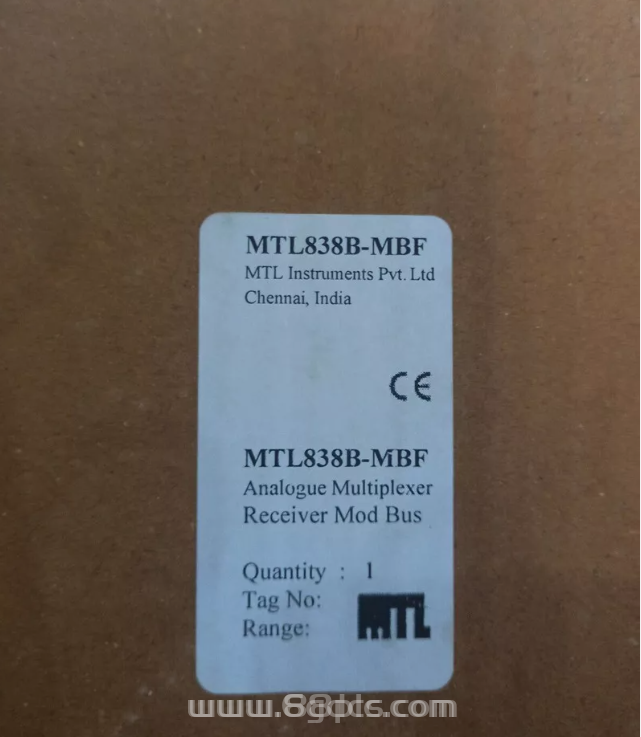 MTL838B-MBF
MTL Instruments Pvt. Ltd
Chennai, India
CE
MTL838B-MBF
Analogue Multiplexer
Receiver Mod Bus
Quantity : 1
Tag No:
Range:
MTL